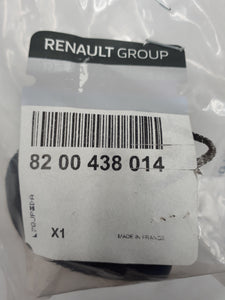 RENAULT GROUP
82 00 438 014
X1
MADE IN FRANCE